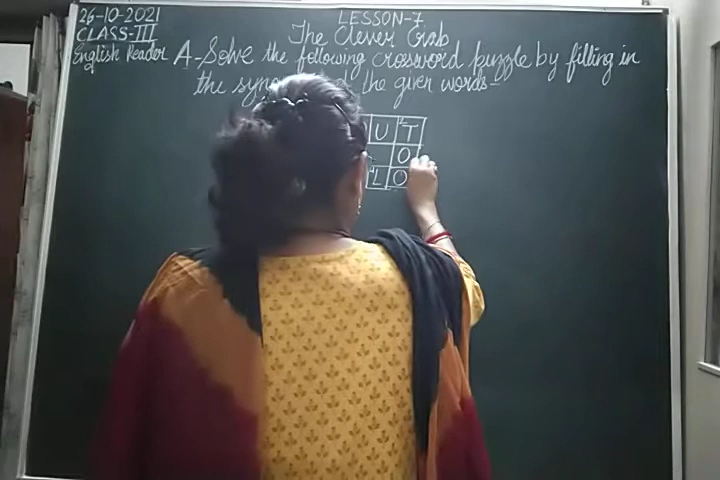 26-10-2021
LESSON-7
CLASS-III
The Clever Crab
English Reader
A-Solve the following crossword puzzle by filling in
the the given words-
U T
O
L O